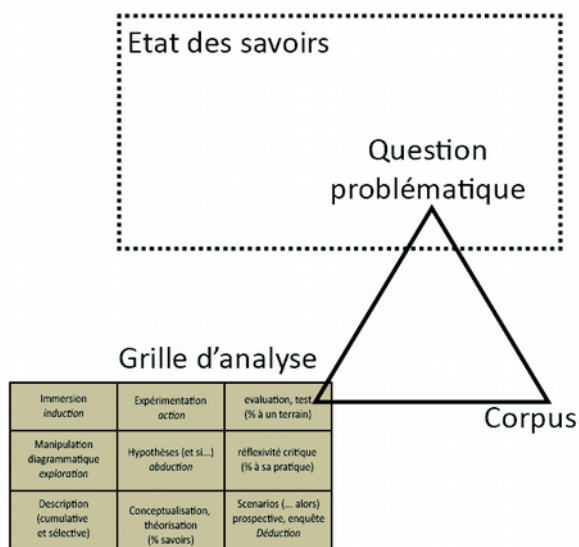 Etat des savoirs
Question
problématique
Grille d'analyse
Corpus
Immersion
induction
Expérimentation
action
evaluation, test
(% à un terrain)
Manipulation
diagrammatique
exploration
Hypothèses (et si...)
abduction
réflexivité critique
(% à sa pratique)
Description
(cumulative
et sélective)
Conceptualisation,
théorisation
(% savoirs)
Scenarios (... alors)
prospective, enquête
Déduction